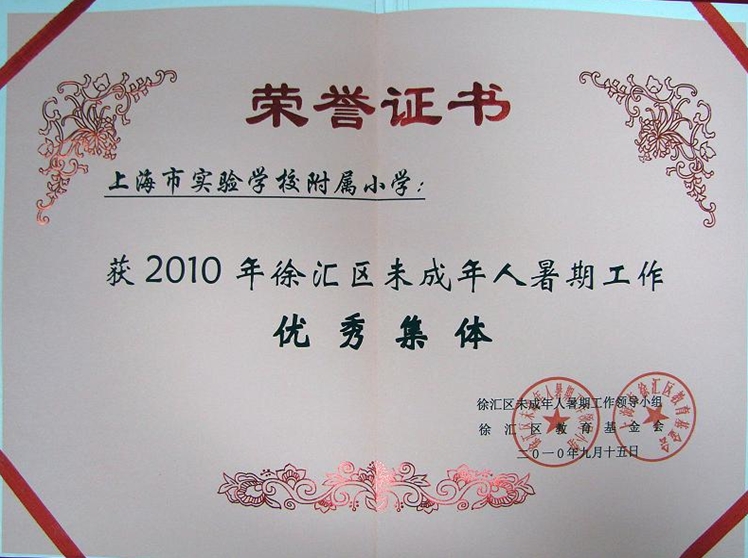 荣誉证书
上海市实验学校附属小学:
获2010年徐汇区未成年人暑期工作
优秀集体
徐汇区未成年人暑期工作领导小组
徐汇区教育基金会
二〇一〇年九月十五日